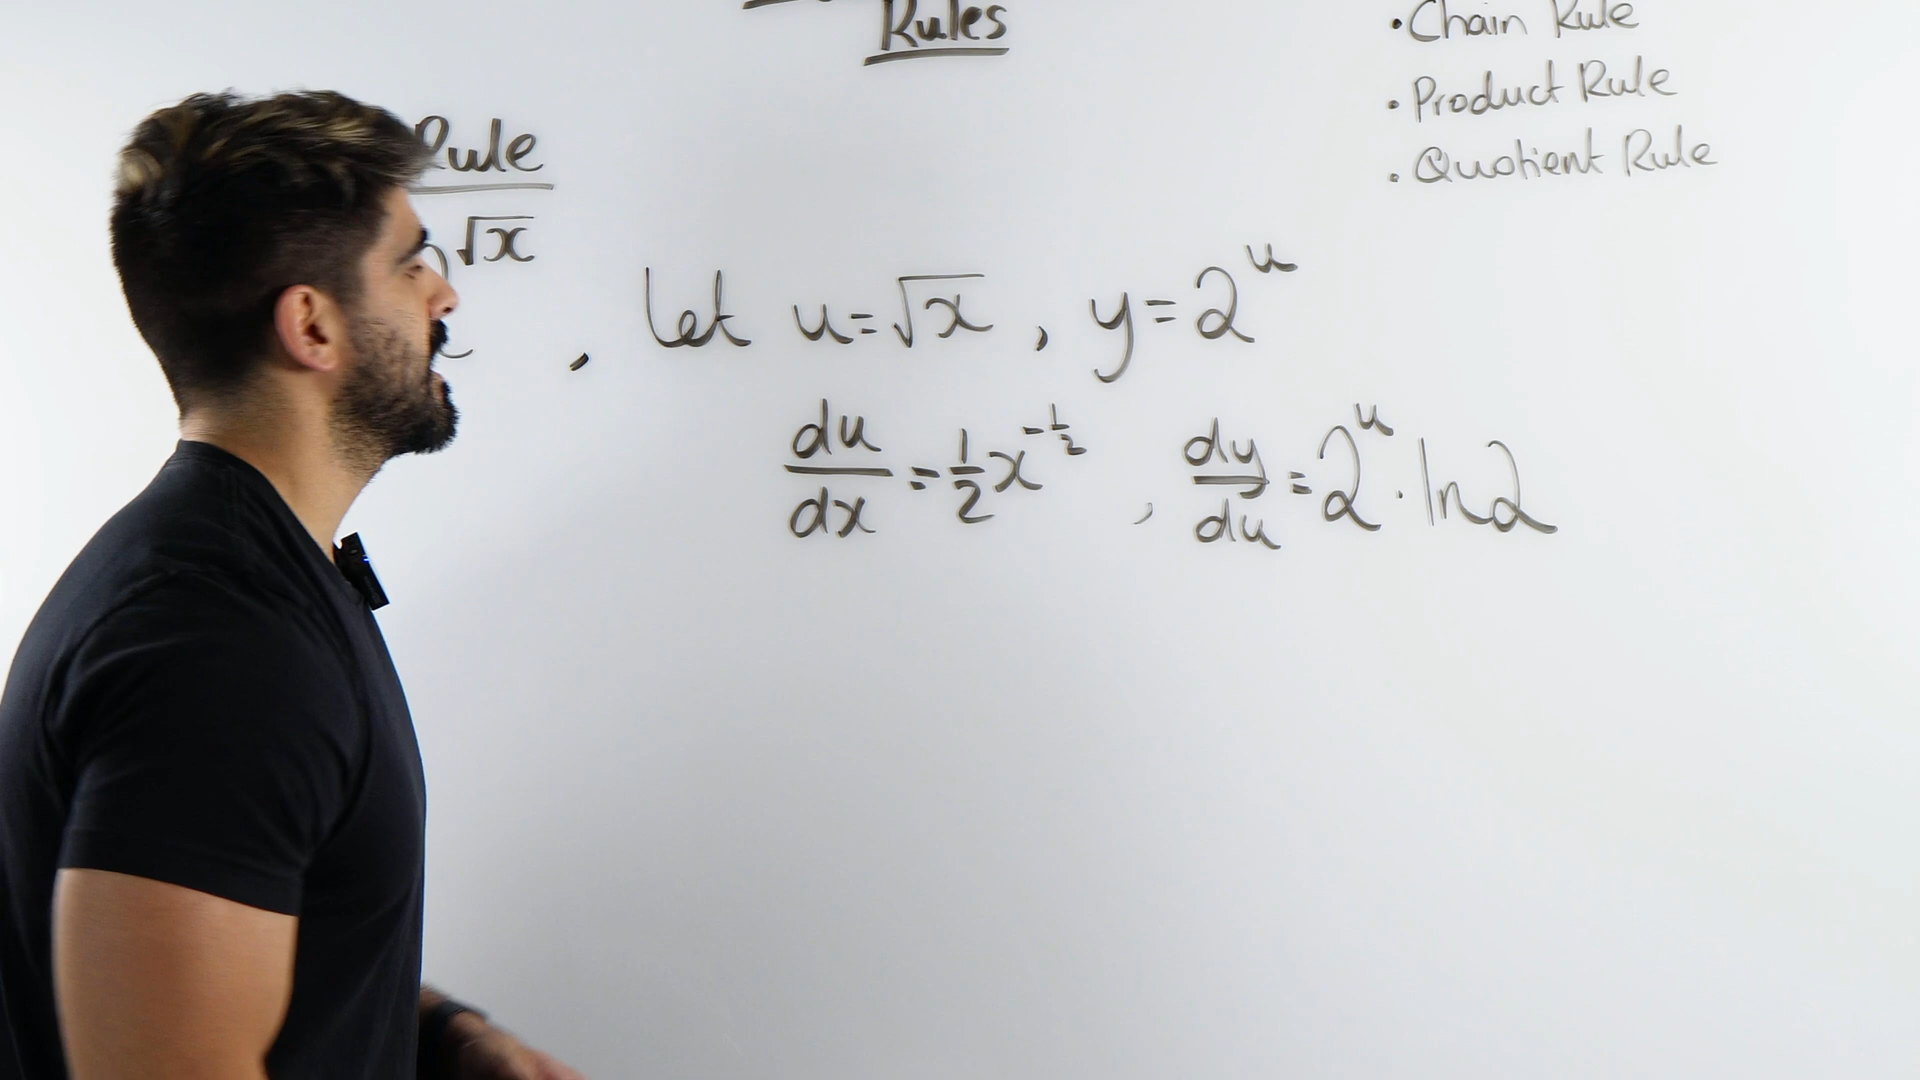 Rules
• Chain Rule
• Product Rule
• Quotient Rule
Rule
√x
, let u=√x , y=2^u
du/dx = 1/2 x^(-1/2) , dy/du = 2^u · ln2